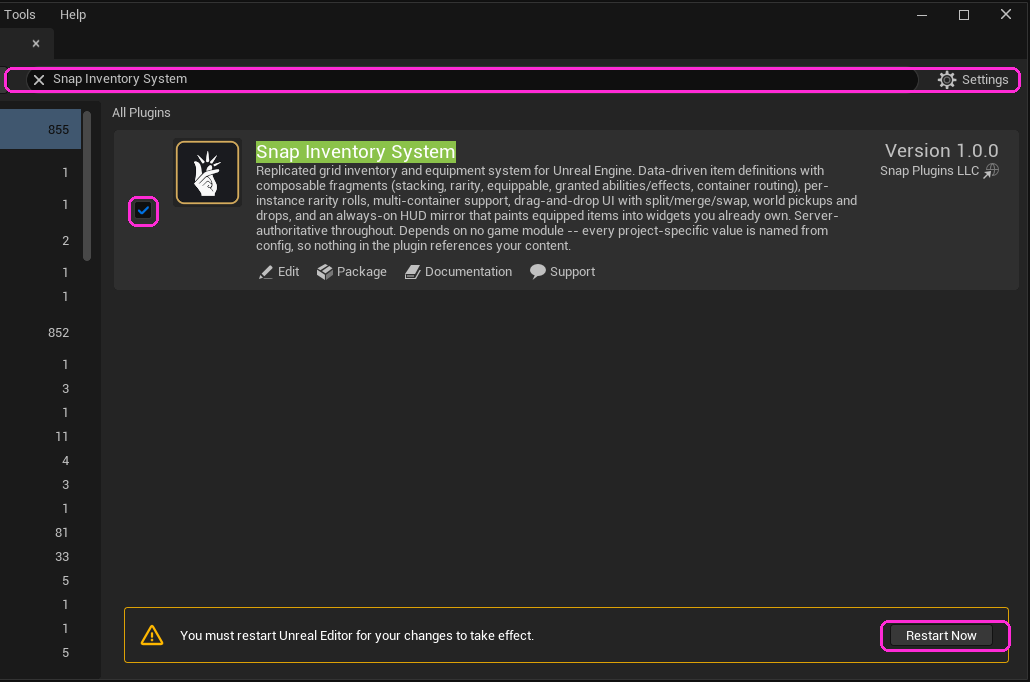 Tools Help
×
Snap Inventory System Settings
All Plugins
855
1
1
2
1
1
852
1
3
1
11
4
3
1
81
33
5
1
1
5
Snap Inventory System
Version 1.0.0
Snap Plugins LLC
Replicated grid inventory and equipment system for Unreal Engine. Data-driven item definitions with
composable fragments (stacking, rarity, equippable, granted abilities/effects, container routing), per-
instance rarity rolls, multi-container support, drag-and-drop UI with split/merge/swap, world pickups and
drops, and an always-on HUD mirror that paints equipped items into widgets you already own. Server-
authoritative throughout. Depends on no game module -- every project-specific value is named from
config, so nothing in the plugin references your content.
Edit Package Documentation Support
You must restart Unreal Editor for your changes to take effect.
Restart Now